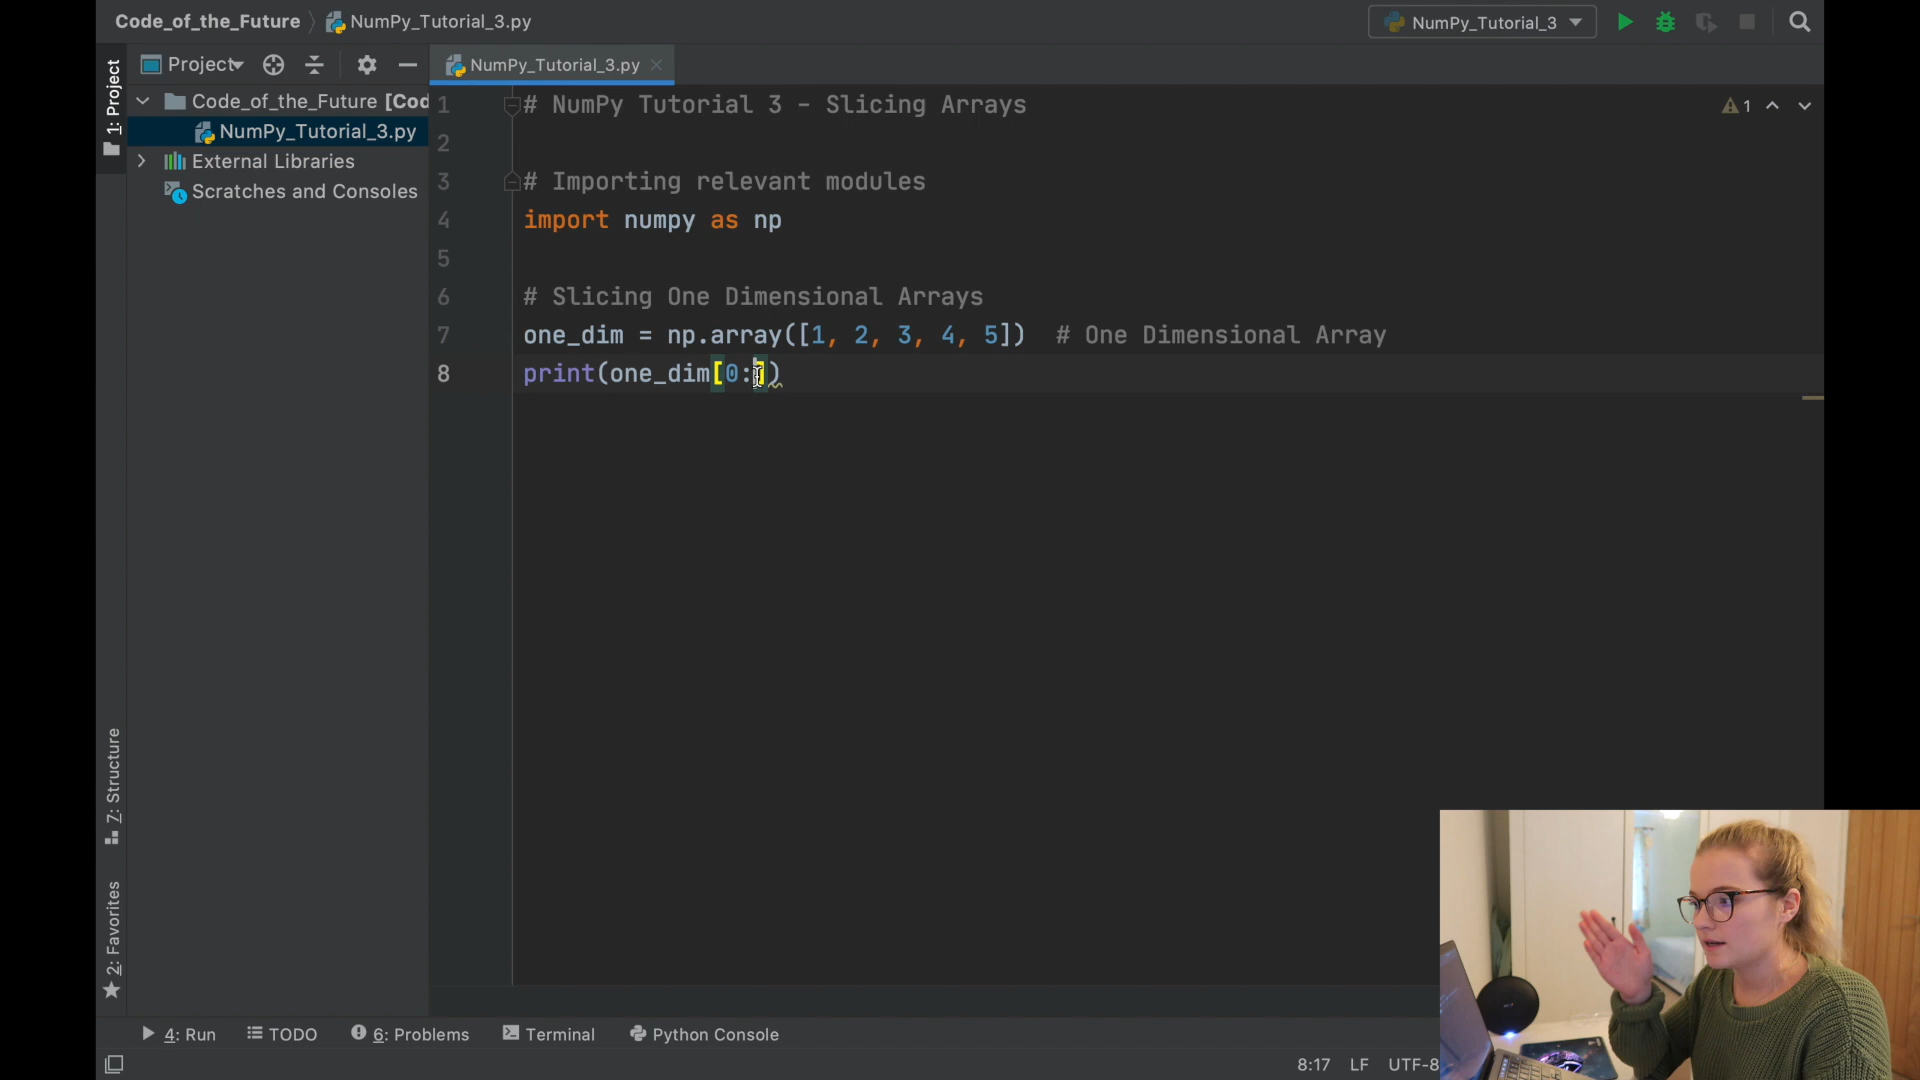 Code_of_the_Future
NumPy_Tutorial_3.py
NumPy_Tutorial_3
1: Project
Project
NumPy_Tutorial_3.py
Code_of_the_Future [Cod
NumPy_Tutorial_3.py
External Libraries
Scratches and Consoles
1 # NumPy Tutorial 3 - Slicing Arrays
2
3 # Importing relevant modules
4 import numpy as np
5
6 # Slicing One Dimensional Arrays
7 one_dim = np.array([1, 2, 3, 4, 5]) # One Dimensional Array
8 print(one_dim[0:])
1
7: Structure
2: Favorites
4: Run
TODO
6: Problems
Terminal
Python Console
8:17 LF UTF-8